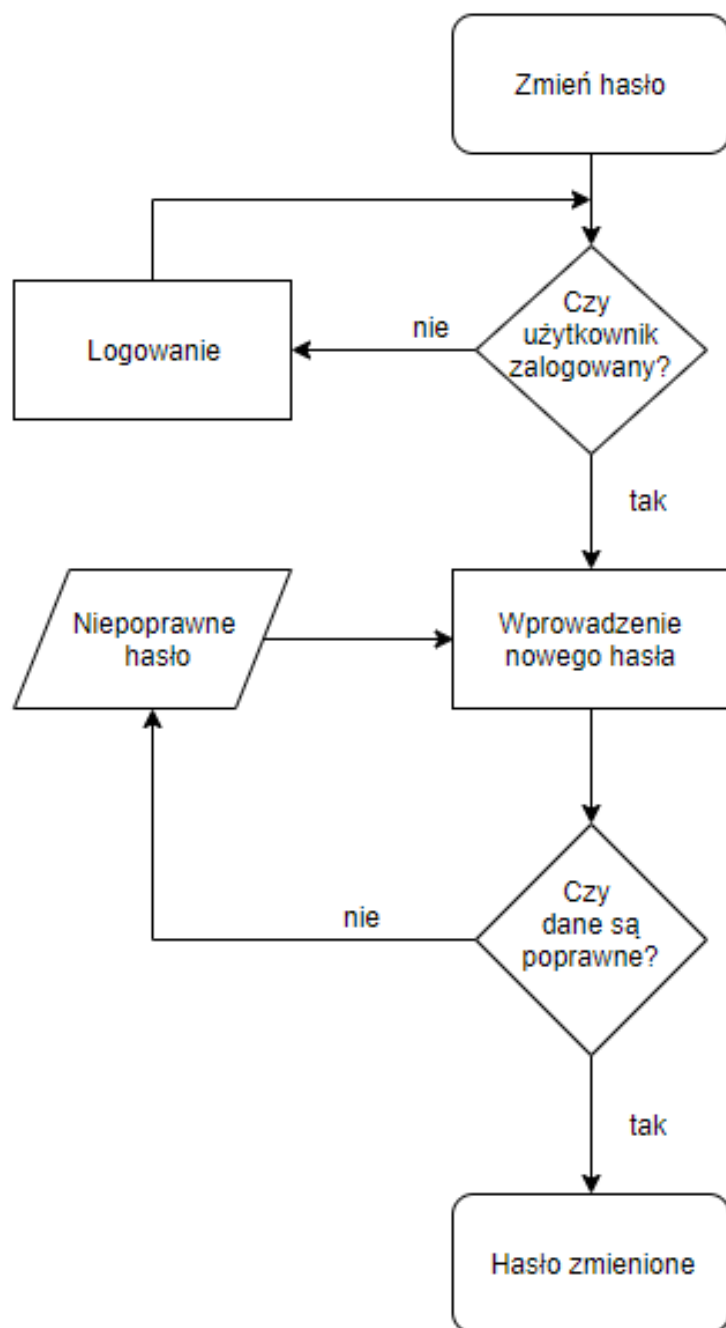 Zmień hasło
Czy
użytkownik
zalogowany?
nie
Logowanie
tak
Niepoprawne
hasło
Wprowadzenie
nowego hasła
Czy
dane są
poprawne?
nie
tak
Hasło zmienione